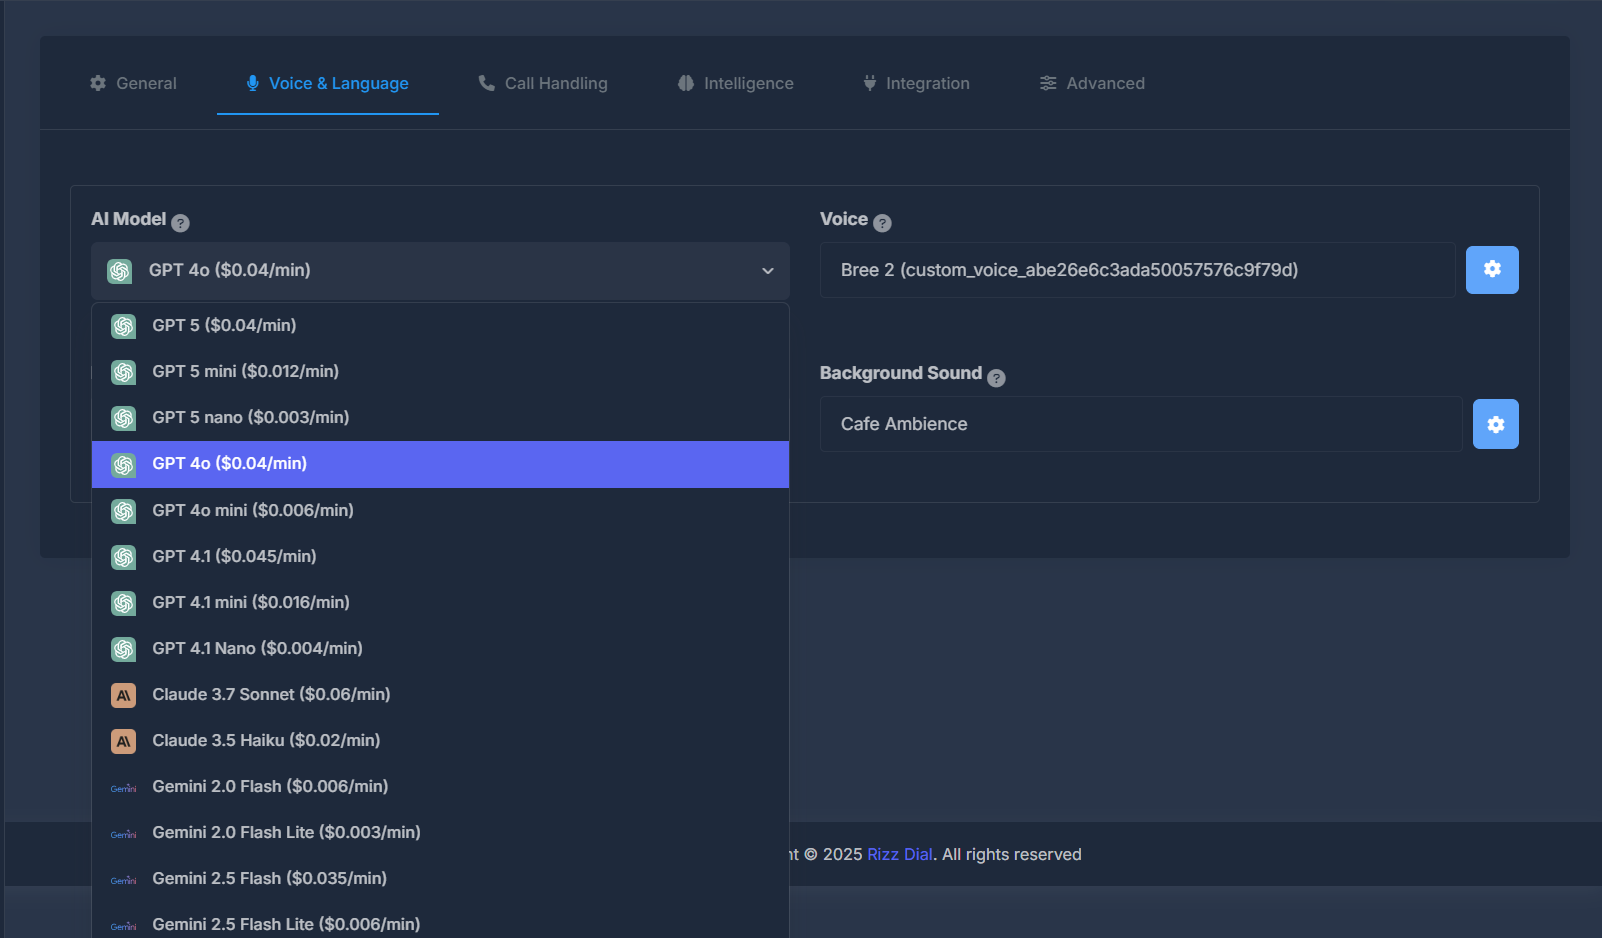 General
Voice & Language
Call Handling
Intelligence
Integration
Advanced
AI Model ?
GPT 4o ($0.04/min)
Voice ?
Bree 2 (custom_voice_abe26e6c3ada50057576c9f79d)
GPT 5 ($0.04/min)
GPT 5 mini ($0.012/min)
GPT 5 nano ($0.003/min)
GPT 4o ($0.04/min)
GPT 4o mini ($0.006/min)
GPT 4.1 ($0.045/min)
GPT 4.1 mini ($0.016/min)
GPT 4.1 Nano ($0.004/min)
Claude 3.7 Sonnet ($0.06/min)
Claude 3.5 Haiku ($0.02/min)
Gemini Gemini 2.0 Flash ($0.006/min)
Gemini Gemini 2.0 Flash Lite ($0.003/min)
Gemini Gemini 2.5 Flash ($0.035/min)
Gemini Gemini 2.5 Flash Lite ($0.006/min)
Background Sound ?
Cafe Ambience
© 2025 Rizz Dial. All rights reserved